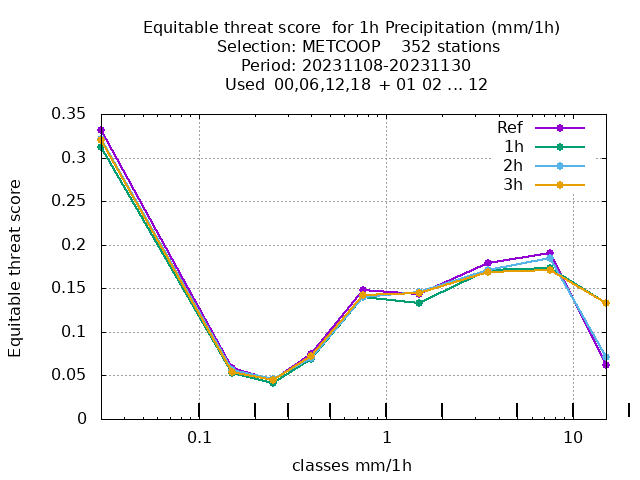 Equitable threat score  for 1h Precipitation (mm/1h)
Selection: METCOOP    352 stations
Period: 20231108-20231130
Used  00,06,12,18 + 01 02 ... 12
0.35
0.3
0.25
0.2
0.15
0.1
0.05
0
Equitable threat score
Ref
1h
2h
3h
0.1
1
10
classes mm/1h